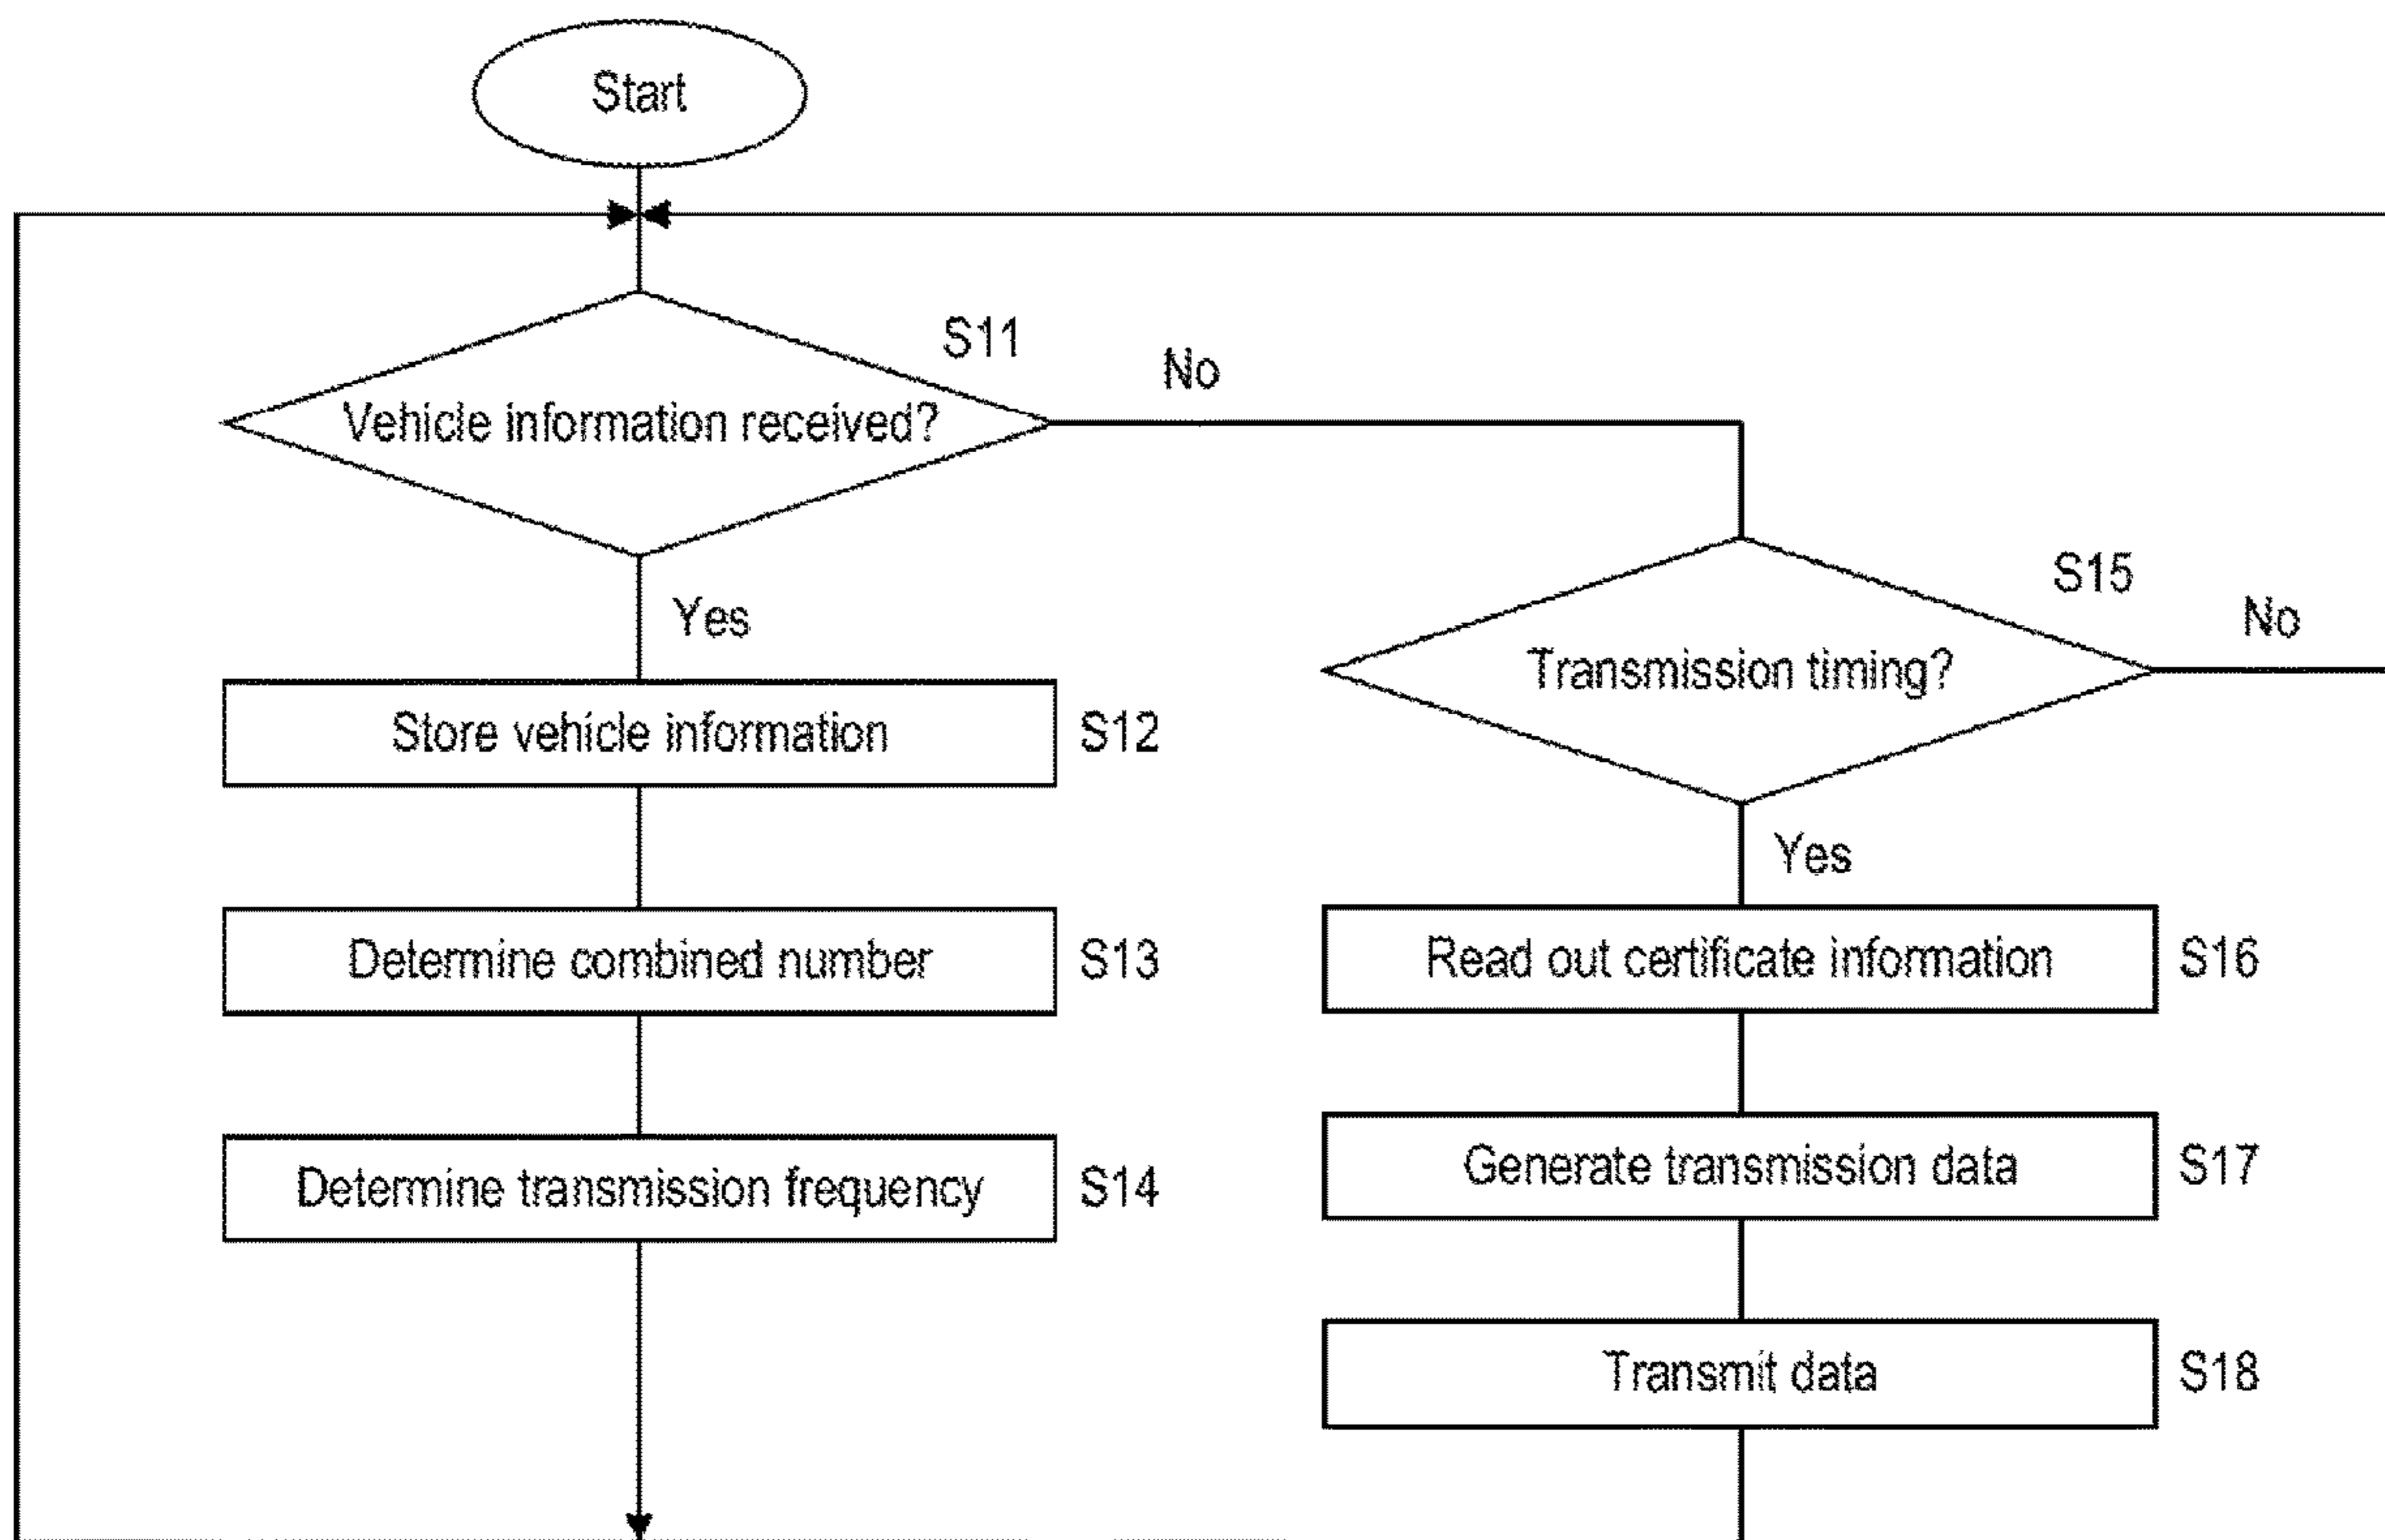 Start
S11
No
Vehicle information received?
Yes
Store vehicle information
S12
Determine combined number
S13
Determine transmission frequency
S14
S15
No
Transmission timing?
Yes
Read out certificate information
S16
Generate transmission data
S17
Transmit data
S18